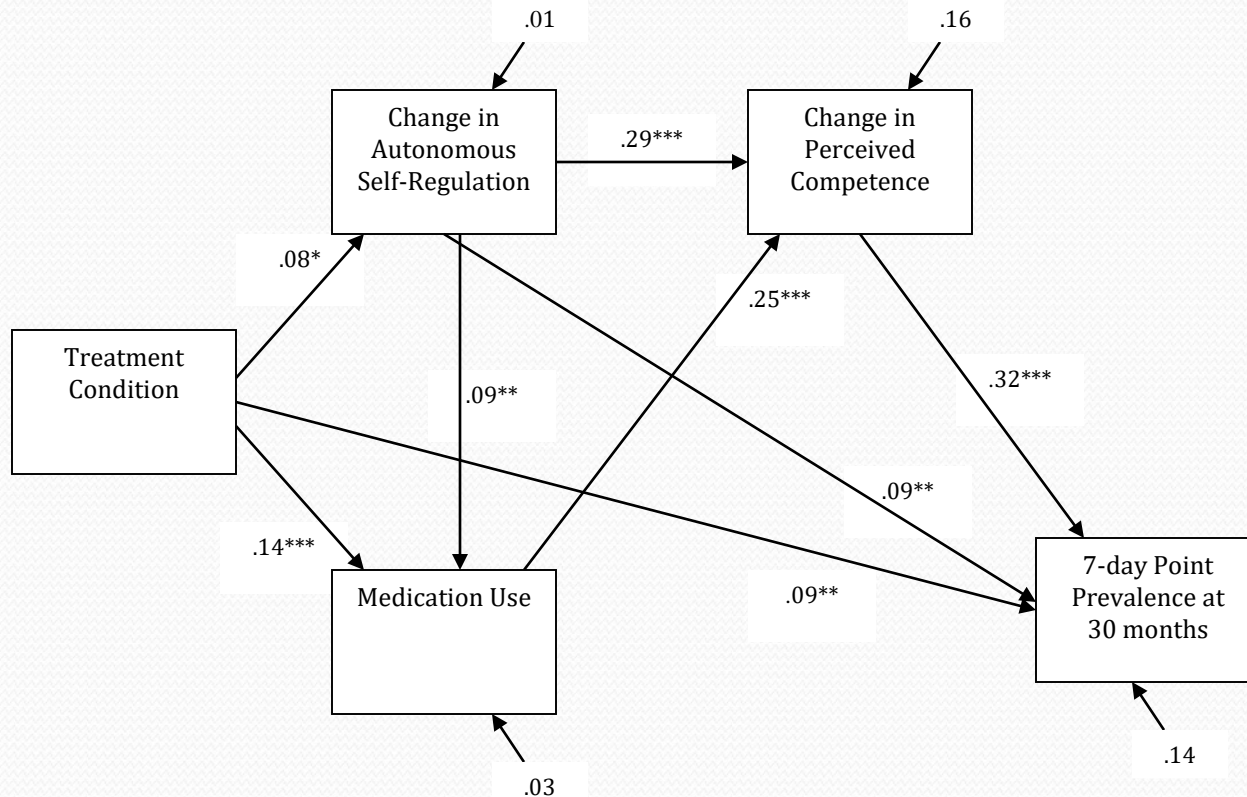 .01
.16
Change in
Autonomous
Self-Regulation
.29***
Change in
Perceived
Competence
.08*
.25***
Treatment
Condition
.09**
.32***
.09**
.14***
.09**
Medication Use
7-day Point
Prevalence at
30 months
.03
.14